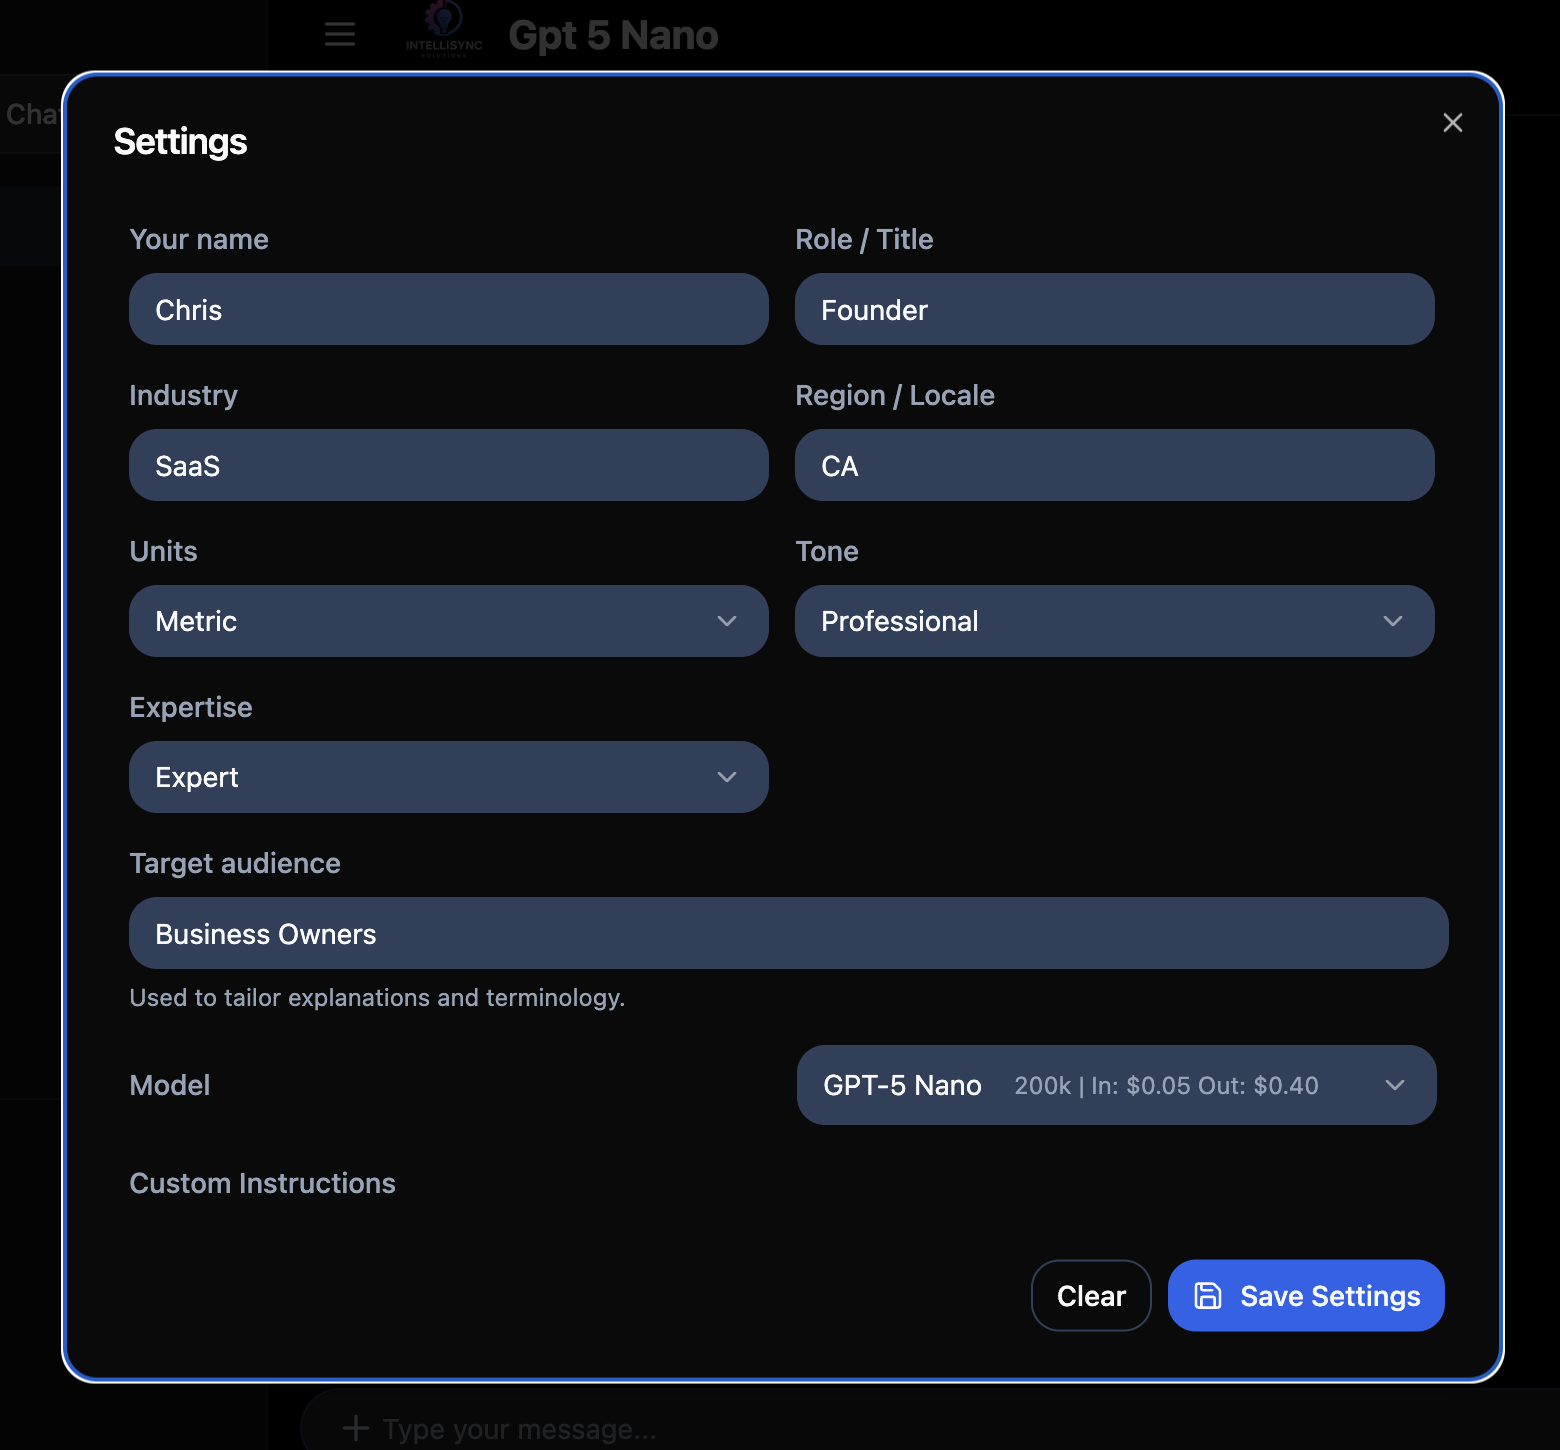 INTELLISYNC
SOLUTIONS
Gpt 5 Nano
Chat
Settings
Your name
Role / Title
Chris
Founder
Industry
Region / Locale
SaaS
CA
Units
Tone
Metric
Professional
Expertise
Expert
Target audience
Business Owners
Used to tailor explanations and terminology.
Model
GPT-5 Nano 200k | In: $0.05 Out: $0.40
Custom Instructions
Clear
Save Settings
Type your message...